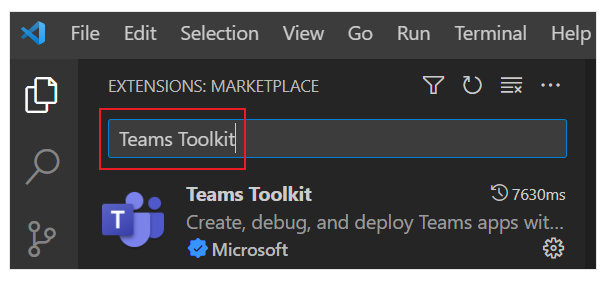 File Edit Selection View Go Run Terminal Help
EXTENSIONS: MARKETPLACE
Teams Toolkit
Teams Toolkit 7630ms
Create, debug, and deploy Teams apps wit...
Microsoft